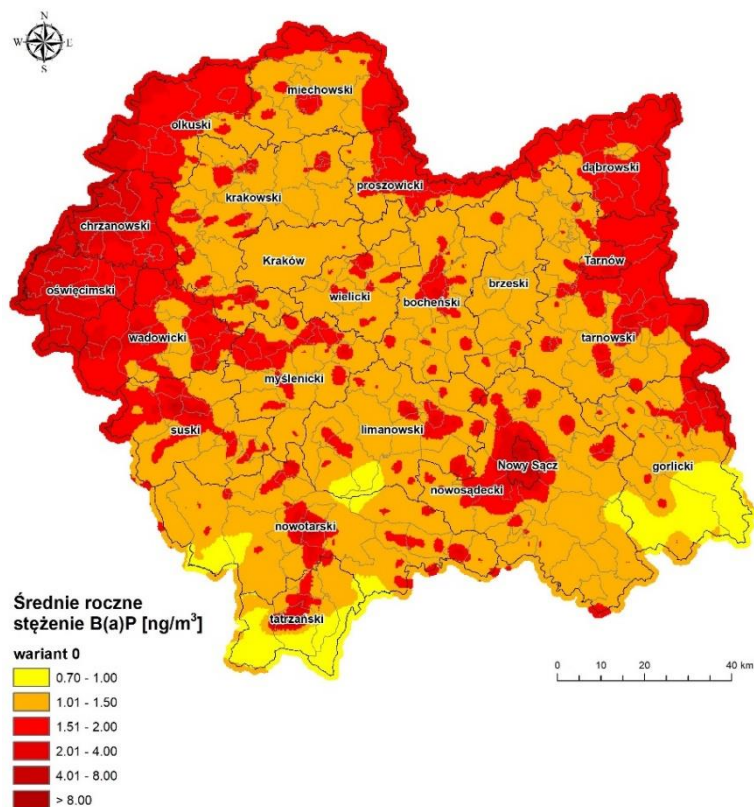 N
W E
S
miechowski
olkuski
dąbrowski
proszowicki
krakowski
chrzanowski
Kraków
Tarnów
oświęcimski
wielicki
bocheński
brzeski
wadowicki
tarnowski
myślenicki
suski
limanowski
Nowy Sącz
gorlicki
nowosądecki
nowotarski
tatrzański
Średnie roczne
stężenie B(a)P [ng/m³]
wariant 0
0.70 - 1.00
1.01 - 1.50
1.51 - 2.00
2.01 - 4.00
4.01 - 8.00
> 8.00
0 10 20 40 km